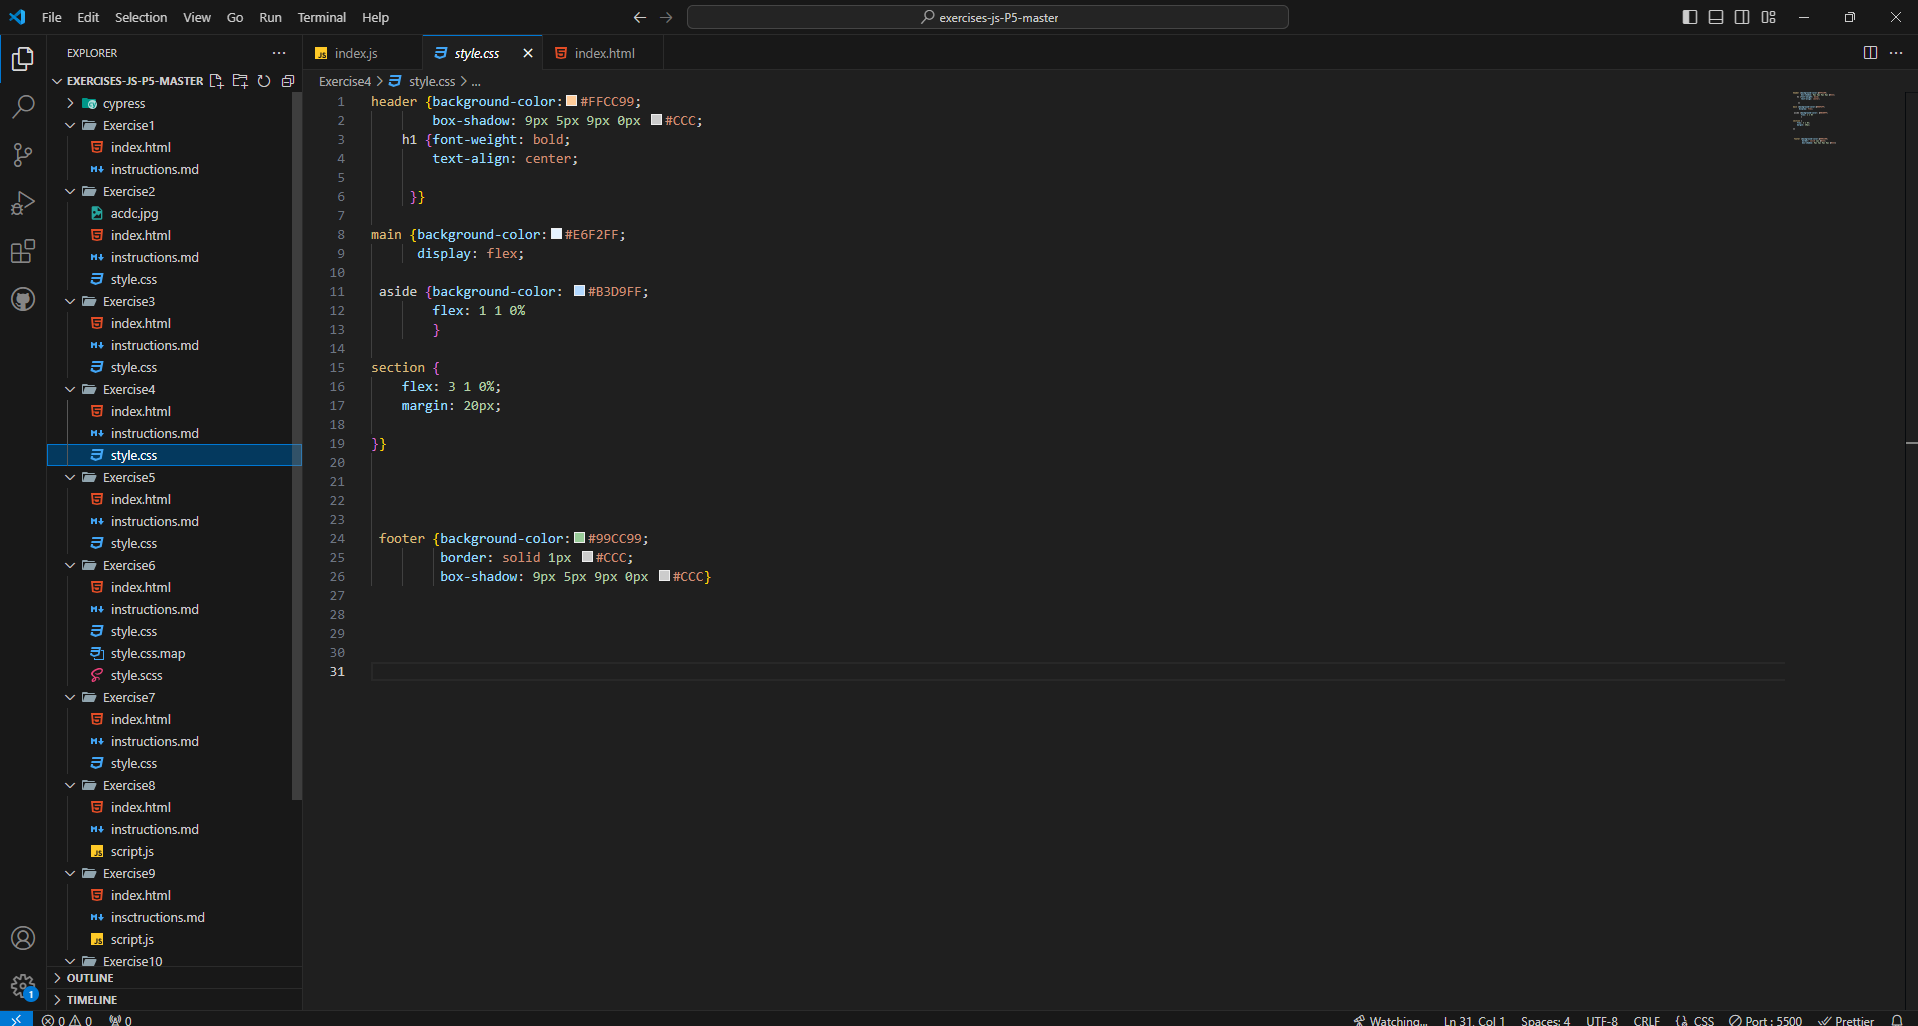 File Edit Selection View Go Run Terminal Help
exercises-js-P5-master
EXPLORER
EXERCISES-JS-P5-MASTER
cypress
Exercise1
index.html
instructions.md
Exercise2
acdc.jpg
index.html
instructions.md
style.css
Exercise3
index.html
instructions.md
style.css
Exercise4
index.html
instructions.md
style.css
Exercise5
index.html
instructions.md
style.css
Exercise6
index.html
instructions.md
style.css
style.css.map
style.scss
Exercise7
index.html
instructions.md
style.css
Exercise8
index.html
instructions.md
script.js
Exercise9
index.html
insctructions.md
script.js
Exercise10
OUTLINE
TIMELINE
index.js style.css index.html
Exercise4 > style.css > ...
1 header {background-color: #FFCC99;
2 box-shadow: 9px 5px 9px 0px #CCC;
3 h1 {font-weight: bold;
4 text-align: center;
5
6 }}
7
8 main {background-color: #E6F2FF;
9 display: flex;
10
11 aside {background-color: #B3D9FF;
12 flex: 1 1 0%
13 }
14
15 section {
16 flex: 3 1 0%;
17 margin: 20px;
18
19 }}
20
21
22
23
24 footer {background-color: #99CC99;
25 border: solid 1px #CCC;
26 box-shadow: 9px 5px 9px 0px #CCC}
27
28
29
30
31
1
0 0 0
Watching... Ln 31, Col 1 Spaces: 4 UTF-8 CRLF CSS Port : 5500 Prettier